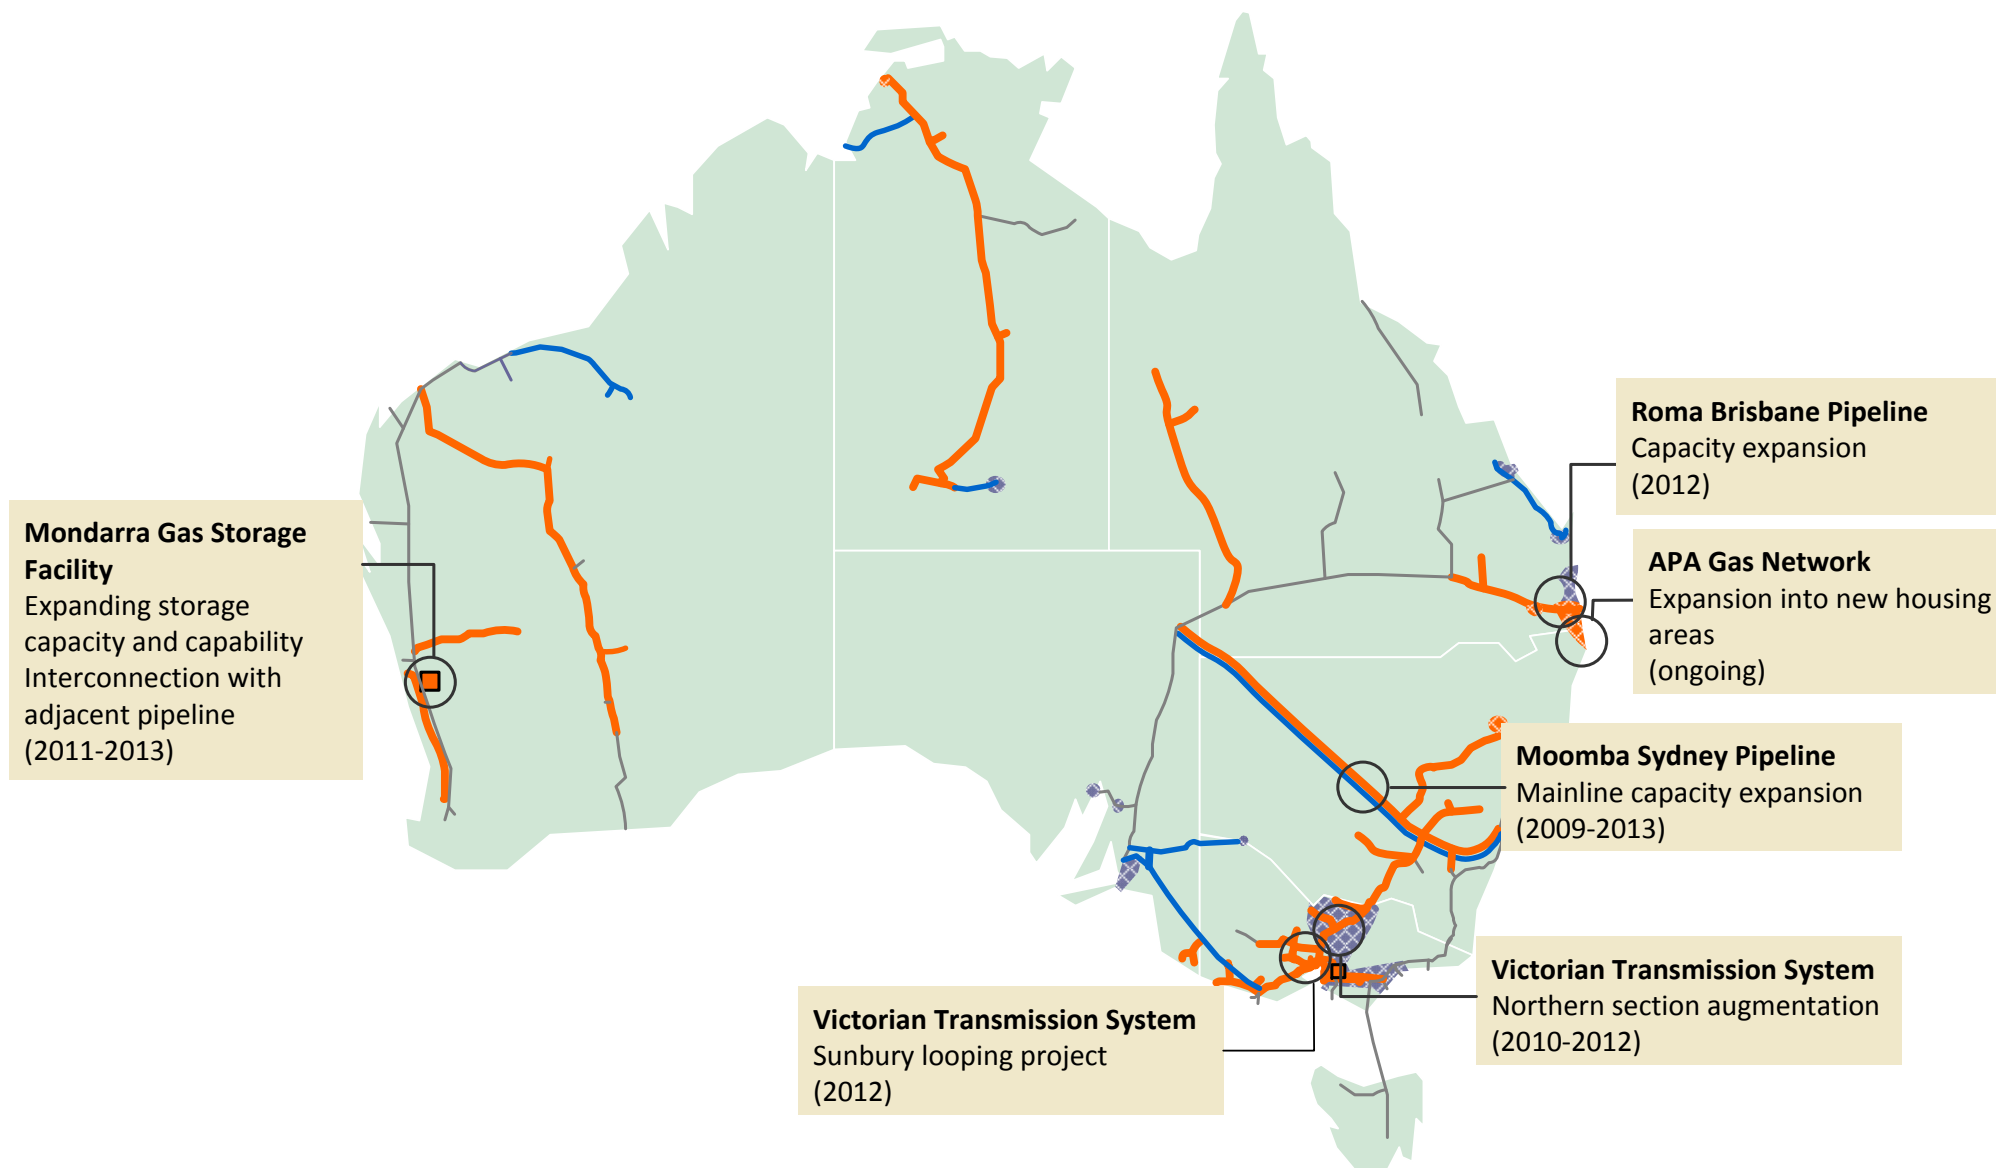 Roma Brisbane Pipeline
Capacity expansion
(2012)
Mondarra Gas Storage
Facility
Expanding storage
capacity and capability
Interconnection with
adjacent pipeline
(2011-2013)
APA Gas Network
Expansion into new housing
areas
(ongoing)
Moomba Sydney Pipeline
Mainline capacity expansion
(2009-2013)
Victorian Transmission System
Northern section augmentation
(2010-2012)
Victorian Transmission System
Sunbury looping project
(2012)